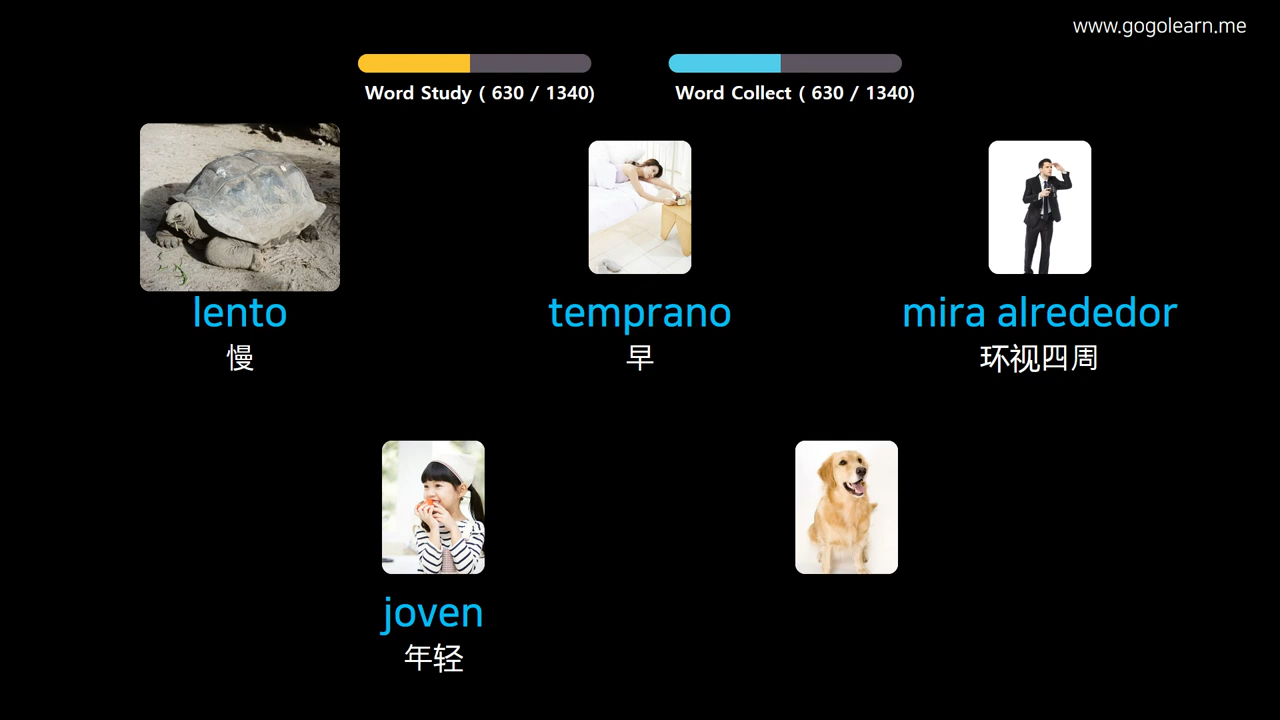 www.gogolearn.me
Word Study ( 630 / 1340)
Word Collect ( 630 / 1340)
lento
慢
temprano
早
mira alrededor
环视四周
joven
年轻